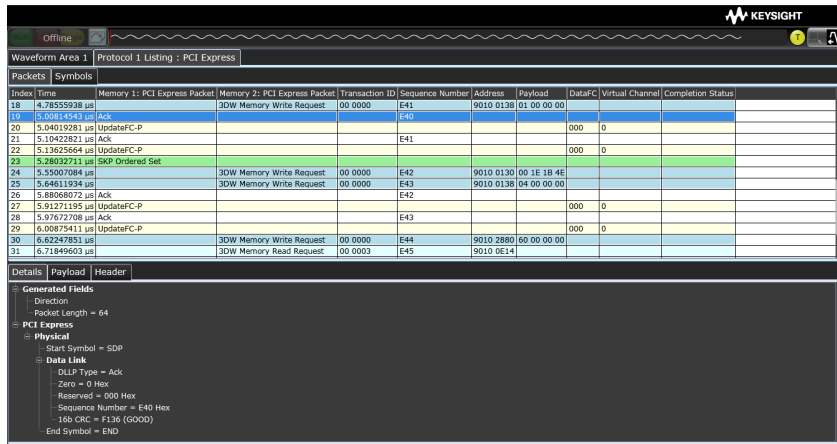 KEYSIGHT
Offline
T
Waveform Area 1 Protocol 1 Listing : PCI Express
Packets Symbols
Index Time Memory 1: PCI Express Packet Memory 2: PCI Express Packet Transaction ID Sequence Number Address Payload DataFC Virtual Channel Completion Status
18 4.78555938 µs 3DW Memory Write Request 00 0000 E41 9010 0138 01 00 00 00
19 5.00814543 µs Ack E40
20 5.04019281 µs UpdateFC-P 000 0
21 5.10422821 µs Ack E41
22 5.13625664 µs UpdateFC-P 000 0
23 5.28032711 µs SKP Ordered Set
24 5.55007084 µs 3DW Memory Write Request 00 0000 E42 9010 0130 00 1E 1B 4E
25 5.64611934 µs 3DW Memory Write Request 00 0000 E43 9010 0138 04 00 00 00
26 5.88068072 µs Ack E42
27 5.91271195 µs UpdateFC-P 000 0
28 5.97672708 µs Ack E43
29 6.00875411 µs UpdateFC-P 000 0
30 6.62247851 µs 3DW Memory Write Request 00 0000 E44 9010 2880 60 00 00 00
31 6.71849603 µs 3DW Memory Read Request 00 0003 E45 9010 0E14
Details Payload Header
Generated Fields
Direction
Packet Length = 64
PCI Express
Physical
Start Symbol = SDP
Data Link
DLLP Type = Ack
Zero = 0 Hex
Reserved = 000 Hex
Sequence Number = E40 Hex
16b CRC = F136 (GOOD)
End Symbol = END